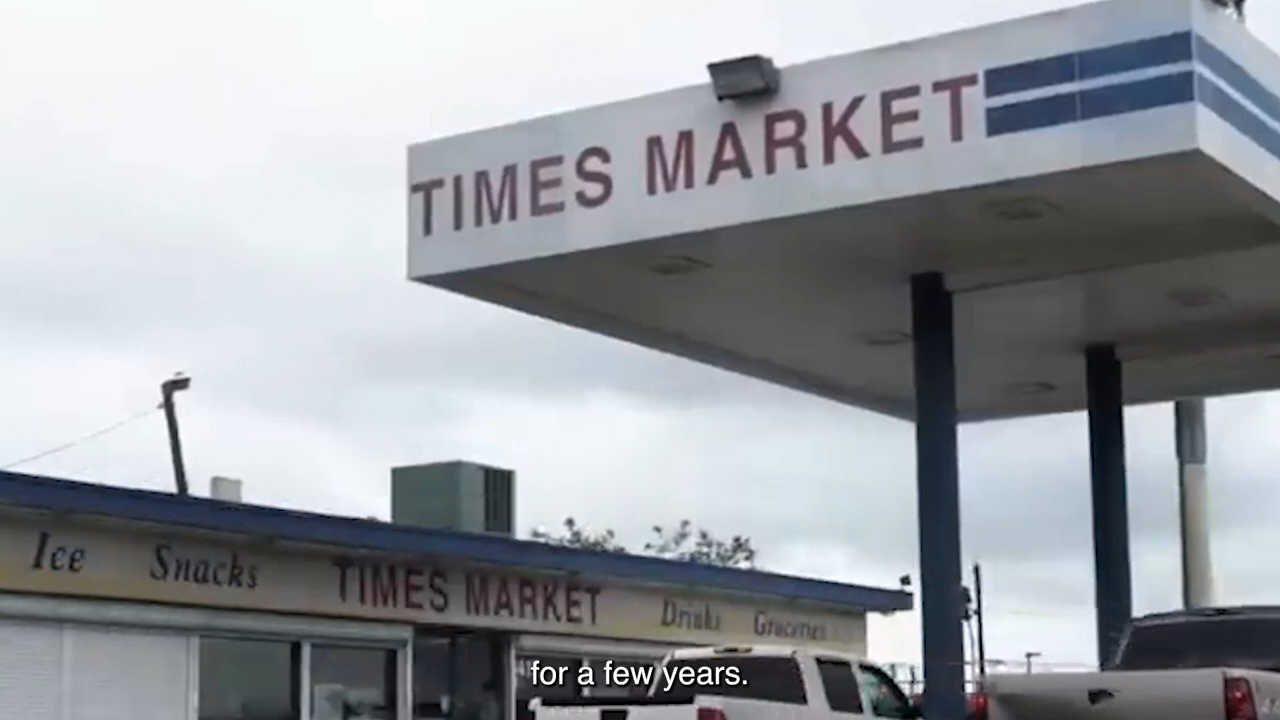 TIMES MARKET
Ice Snacks TIMES MARKET Drinks Groceries
for a few years.